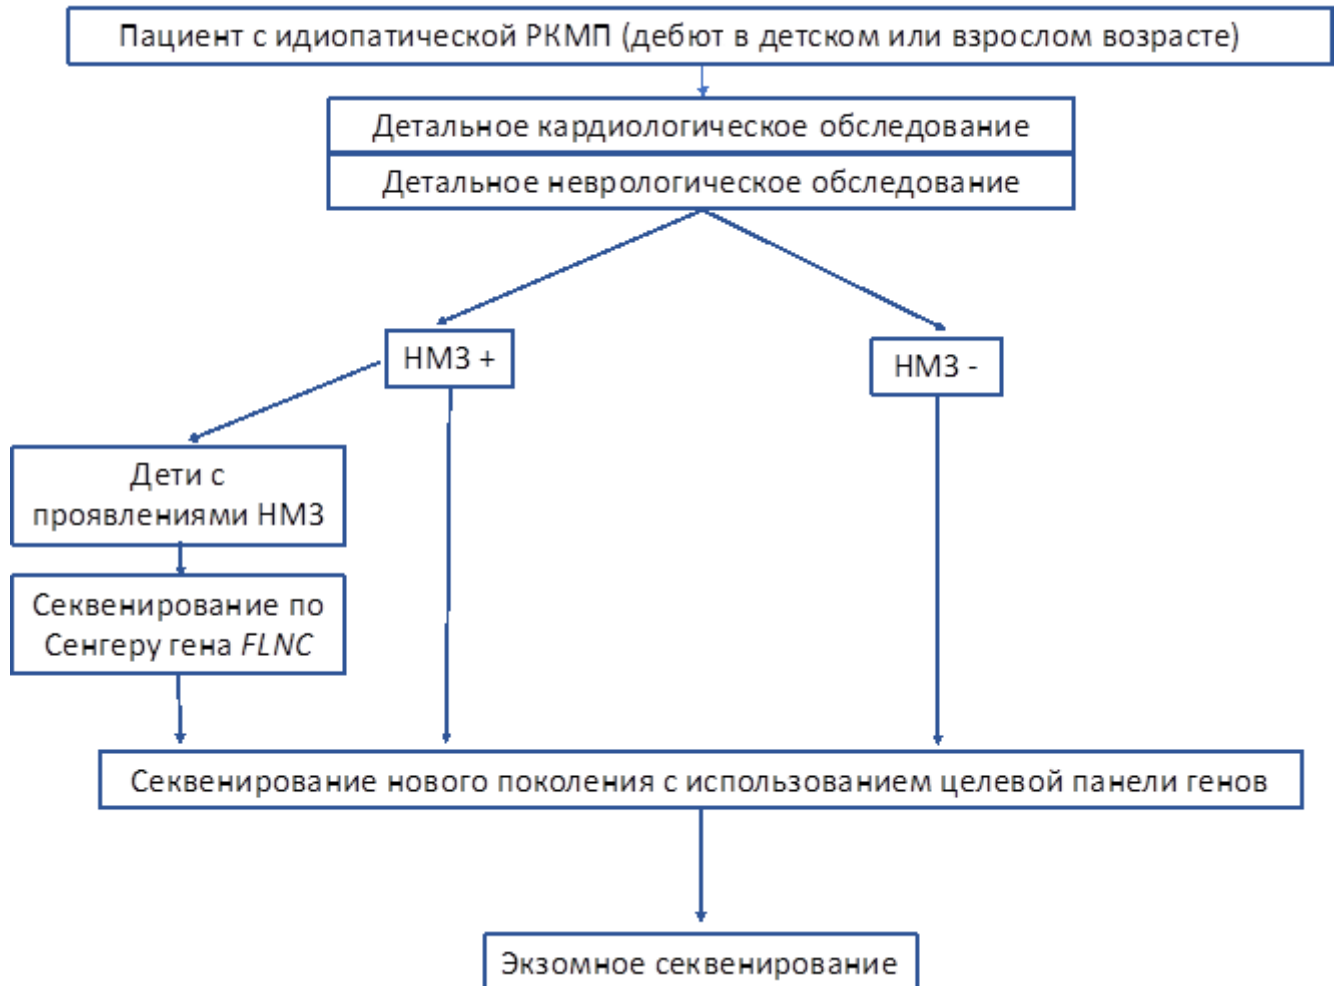 Пациент с идиопатической РКМП (дебют в детском или взрослом возрасте)
Детальное кардиологическое обследование
Детальное неврологическое обследование
НМЗ +
НМЗ -
Дети с
проявлениями НМЗ
Секвенирование по
Сенгеру гена FLNC
Секвенирование нового поколения с использованием целевой панели генов
Экзомное секвенирование